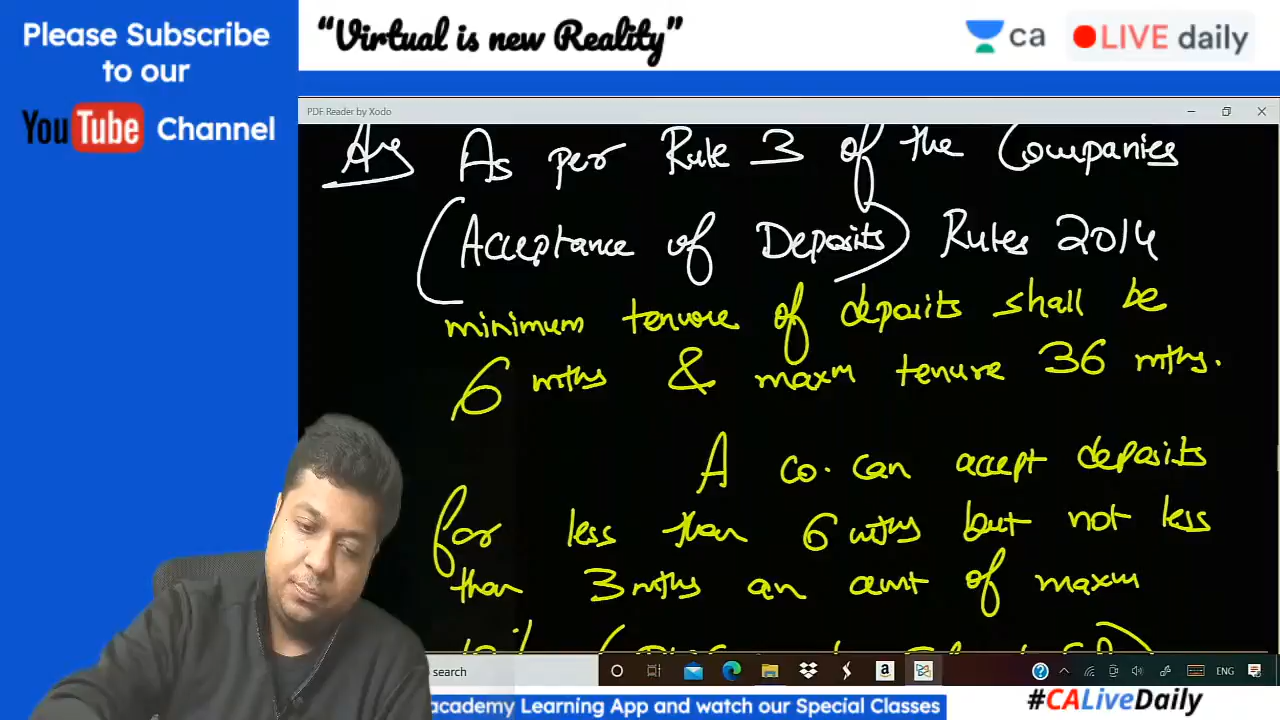 Please Subscribe
to our
YouTube Channel
"Virtual is new Reality"
ca
LIVE daily
PDF Reader by Xodo
Ans As per Rule 3 of the Companies
(Acceptance of Deposits) Rules 2014
minimum tenure of deposits shall be
6 mths & maxm tenure 36 mths.
A co. can accept deposits
for less than 6 mths but not less
than 3 mths an amt of maxm
10%
search
ENG
academy Learning App and watch our Special Classes
#CALiveDaily